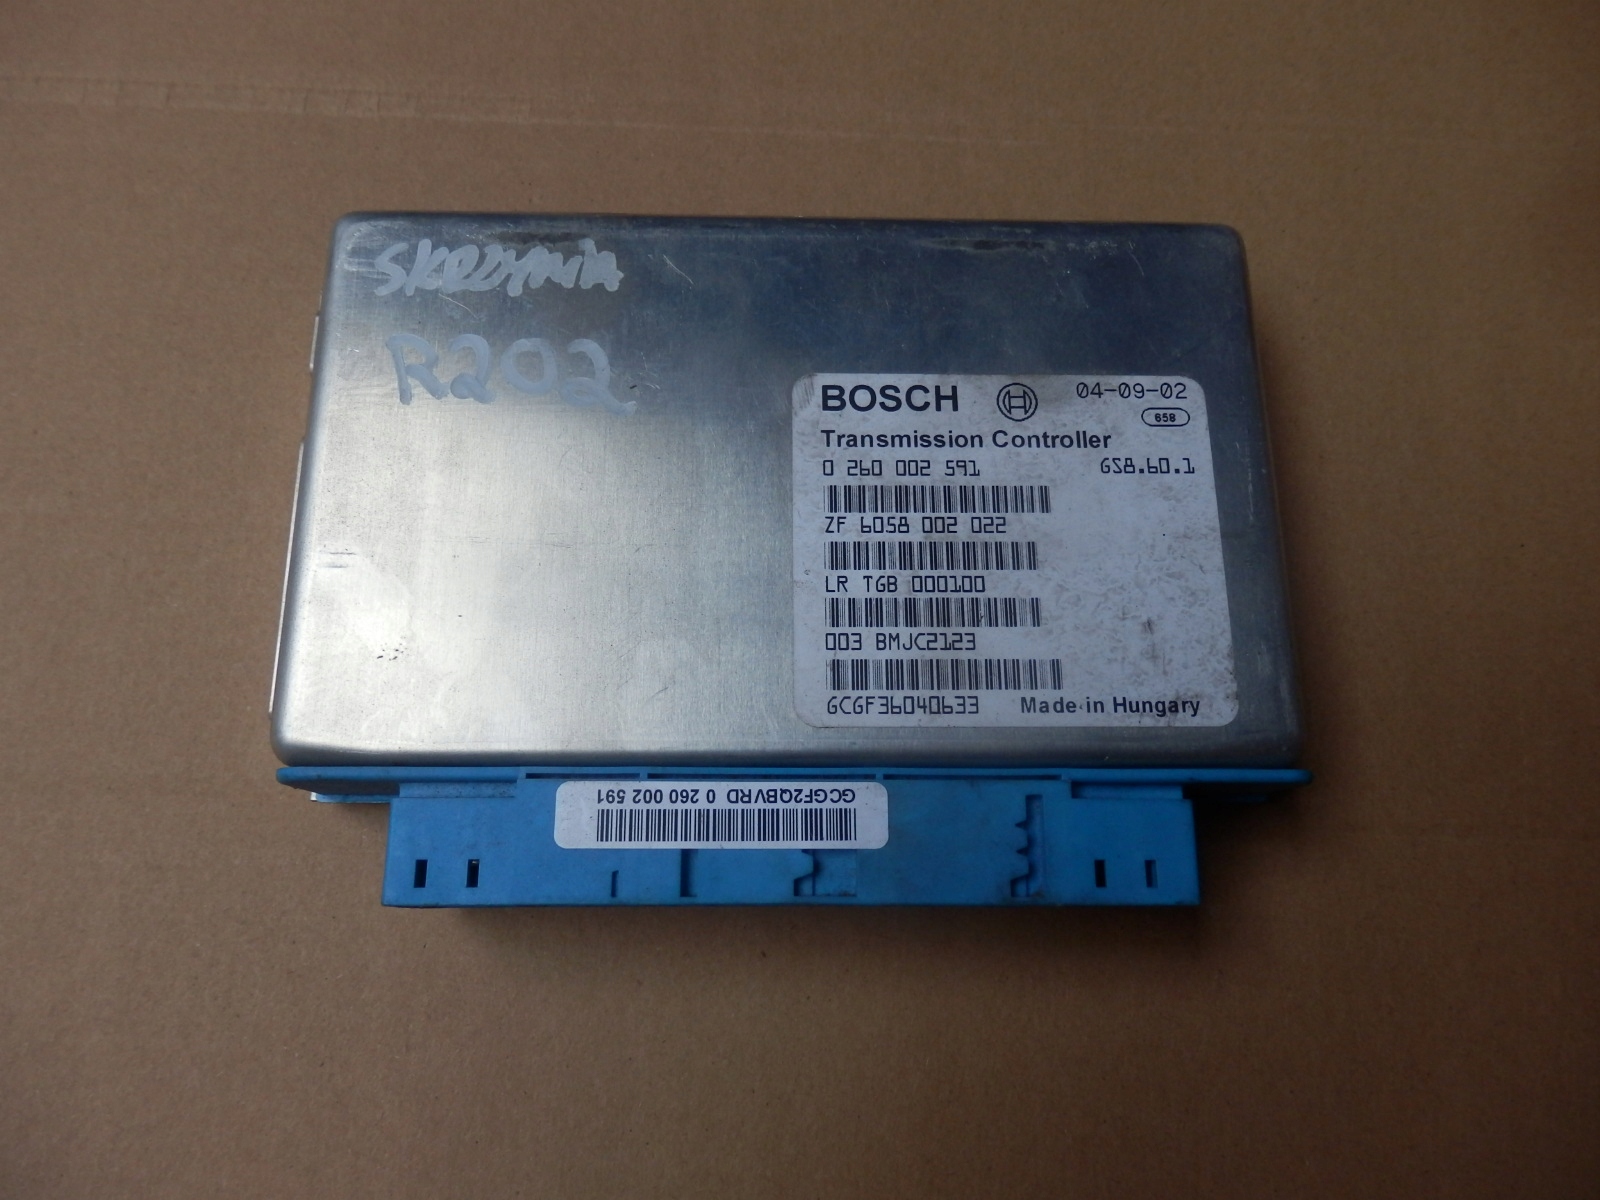 SKRZYNIA
R202
BOSCH 04-09-02
658
Transmission Controller
0 260 002 591 GS8.60.1
ZF 6058 002 022
LR TGB 000100
003 BMJC2123
GCGF36040633 Made in Hungary
GCGF2QBVRD 0 260 002 591